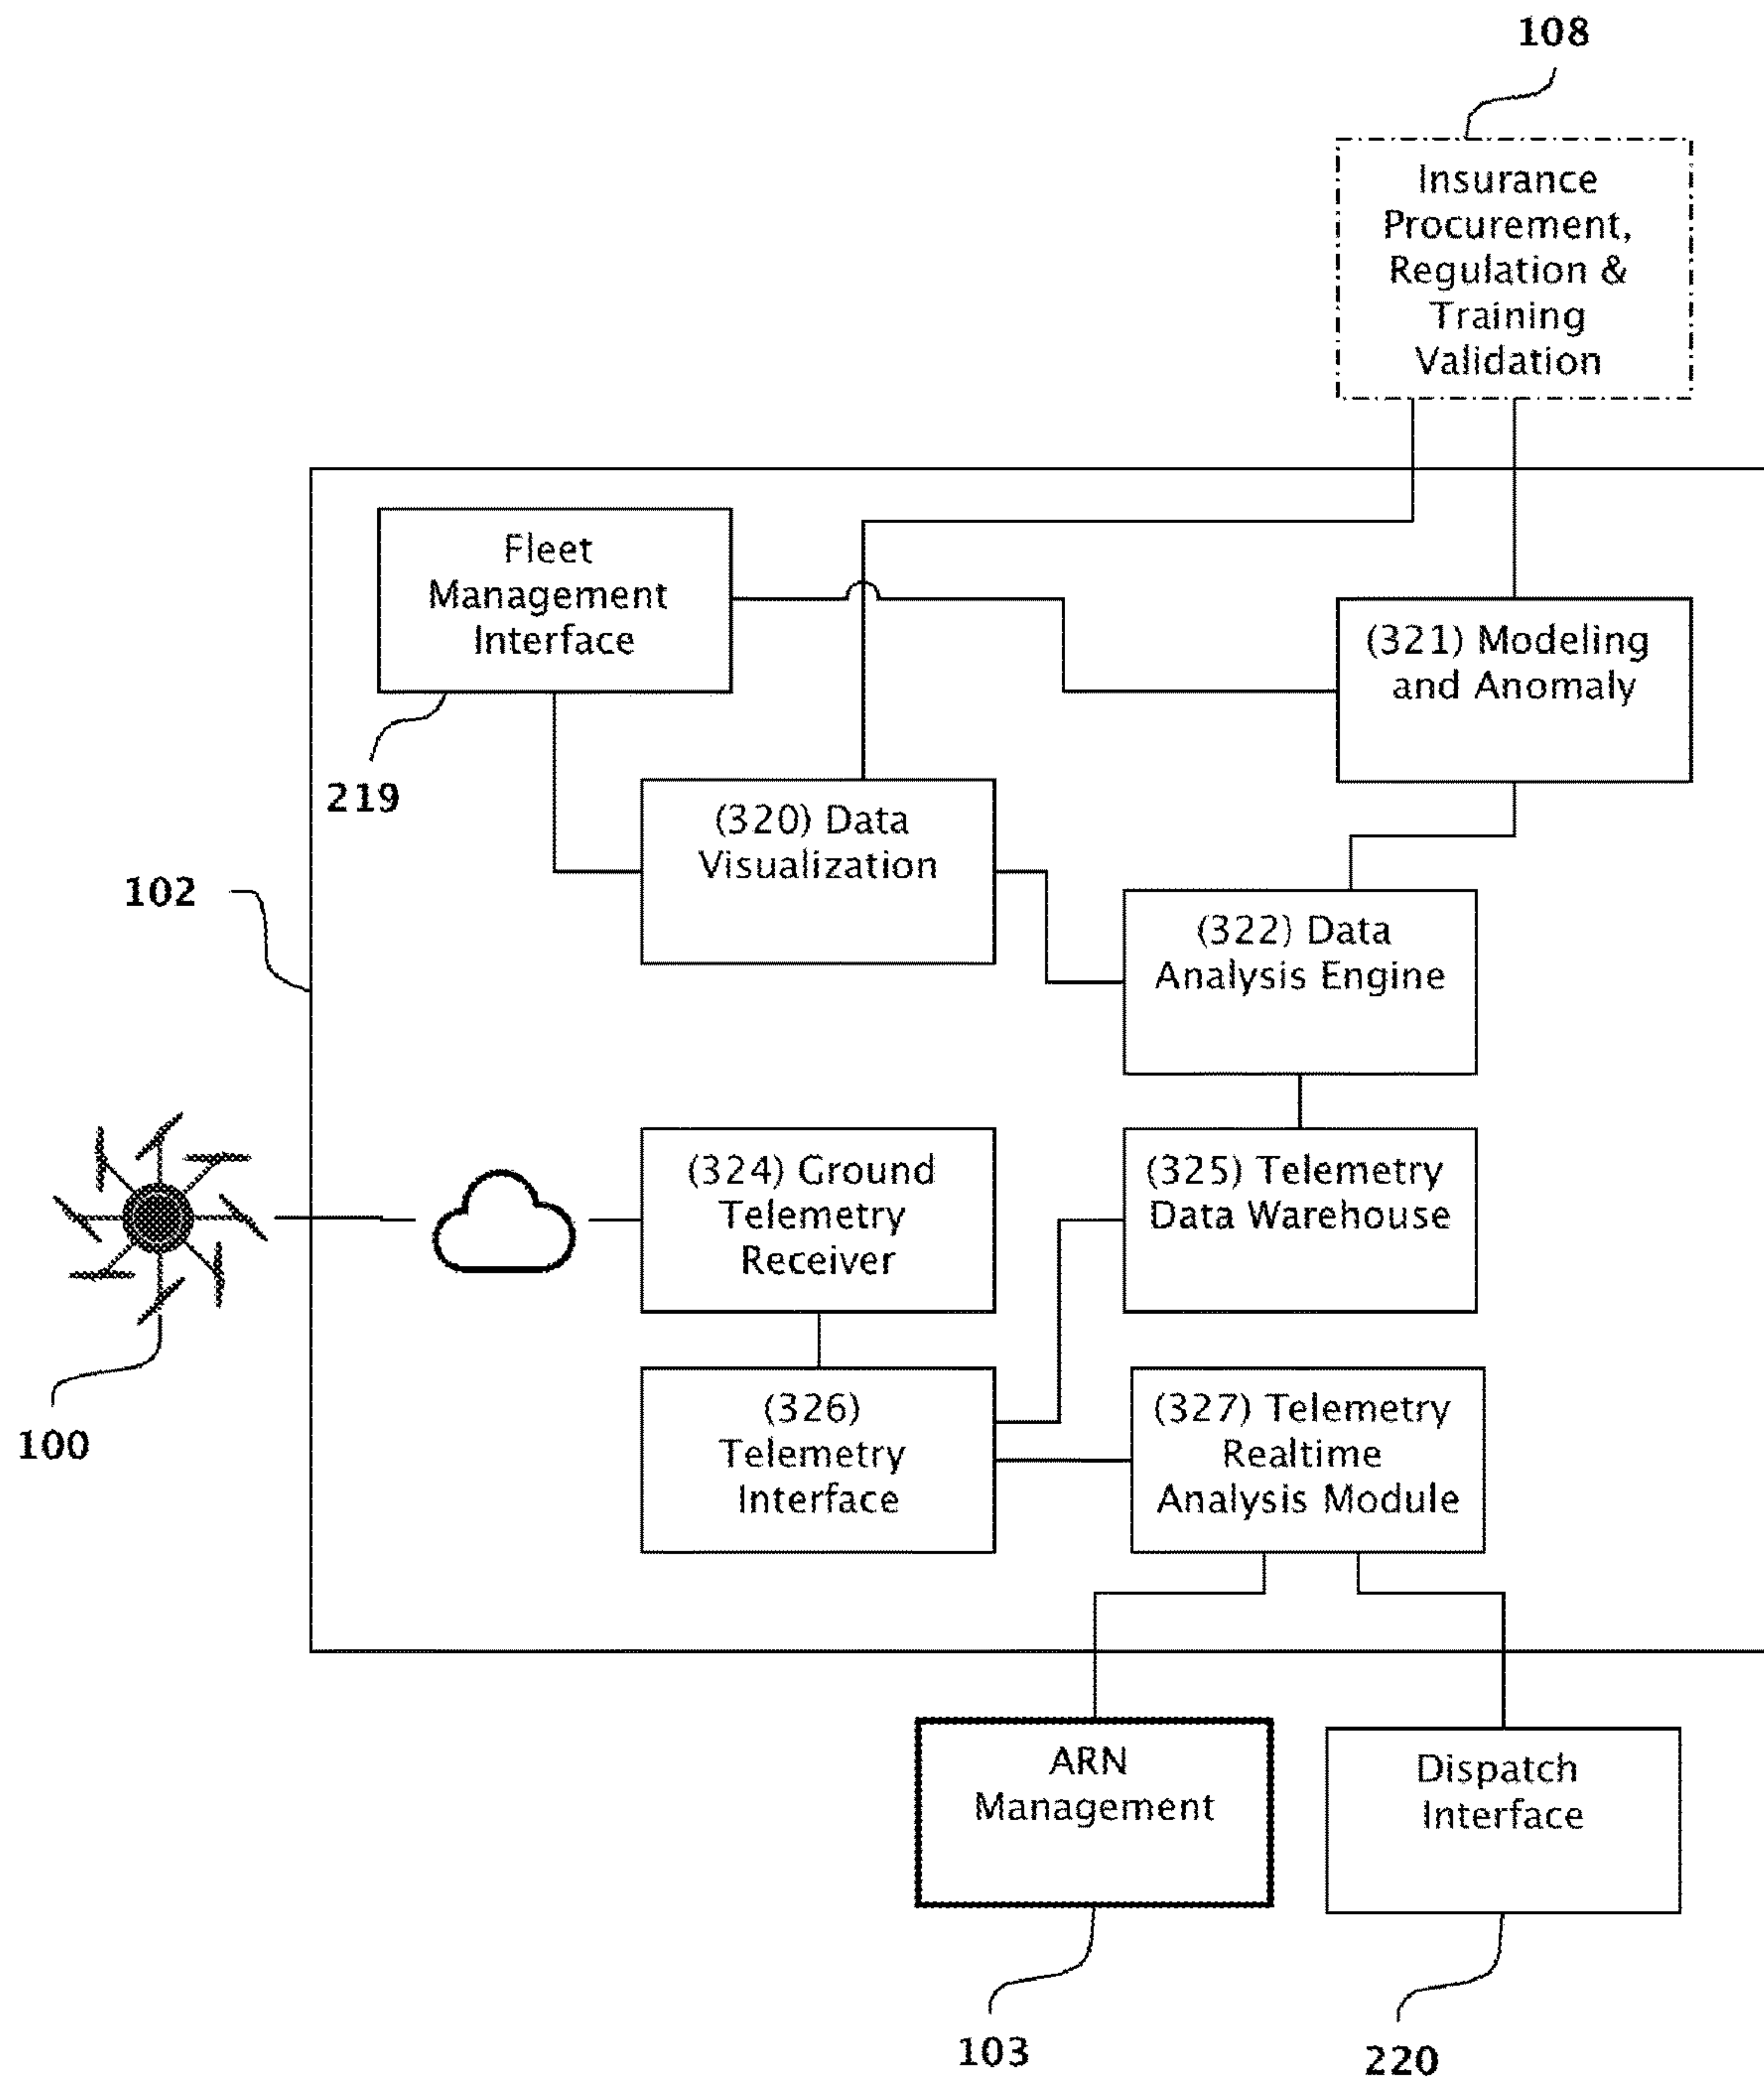 108
Insurance
Procurement,
Regulation &
Training
Validation
Fleet
Management
Interface
(321) Modeling
and Anomaly
219
(320) Data
Visualization
102
(322) Data
Analysis Engine
(324) Ground
Telemetry
Receiver
(325) Telemetry
Data Warehouse
100
(326)
Telemetry
Interface
(327) Telemetry
Realtime
Analysis Module
ARN
Management
Dispatch
Interface
103
220